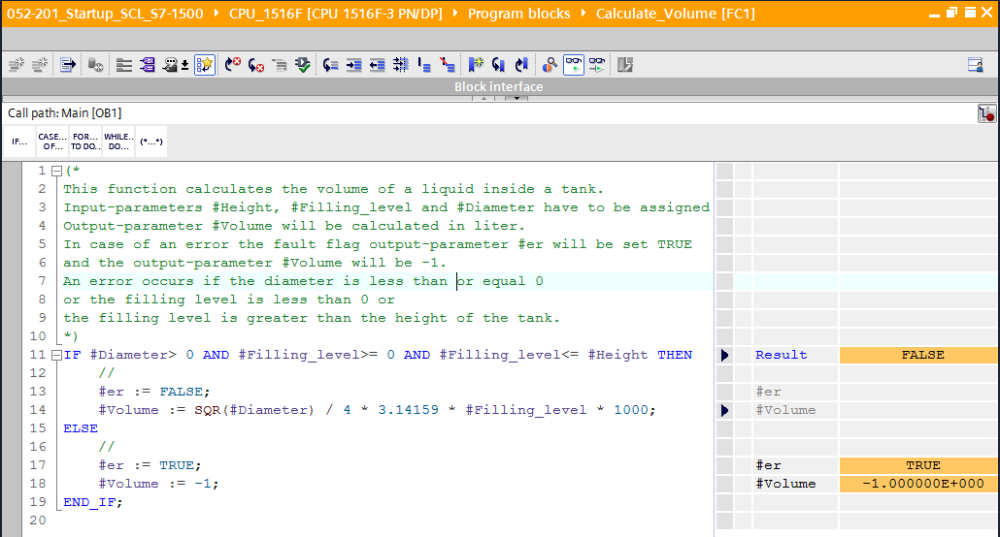 052-201_Startup_SCL_S7-1500 CPU_1516F [CPU 1516F-3 PN/DP] Program blocks Calculate_Volume [FC1]
Block interface
Call path: Main [OB1]
IF... CASE... OF... FOR... TO DO... WHILE.. DO... (*...*)
1 (*
2 This function calculates the volume of a liquid inside a tank.
3 Input-parameters #Height, #Filling_level and #Diameter have to be assigned
4 Output-parameter #Volume will be calculated in liter.
5 In case of an error the fault flag output-parameter #er will be set TRUE
6 and the output-parameter #Volume will be -1.
7 An error occurs if the diameter is less than or equal 0
8 or the filling level is less than 0 or
9 the filling level is greater than the height of the tank.
10 *)
11 IF #Diameter> 0 AND #Filling_level>= 0 AND #Filling_level<= #Height THEN Result FALSE
12 //
13 #er := FALSE; #er
14 #Volume := SQR(#Diameter) / 4 * 3.14159 * #Filling_level * 1000; #Volume
15 ELSE
16 //
17 #er := TRUE; #er TRUE
18 #Volume := -1; #Volume -1.000000E+000
19 END_IF;
20